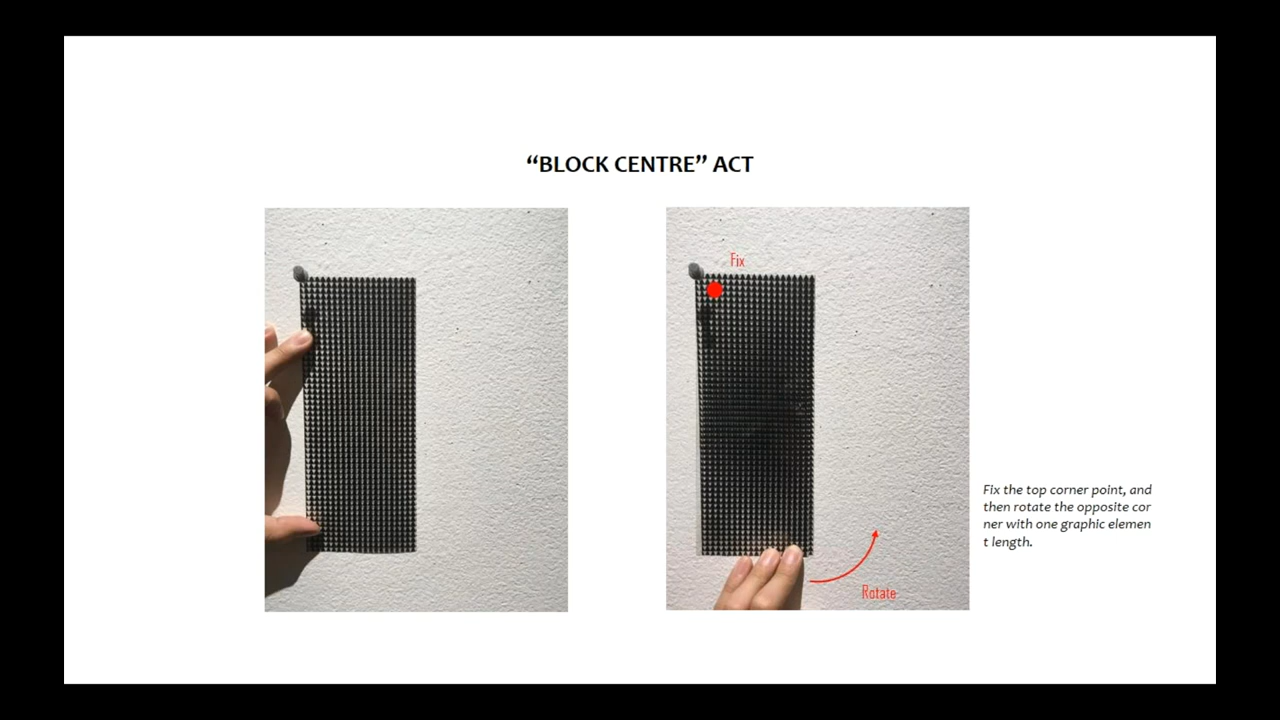 “BLOCK CENTRE” ACT
Fix
Fix the top corner point, and
then rotate the opposite cor
ner with one graphic elemen
t length.
Rotate